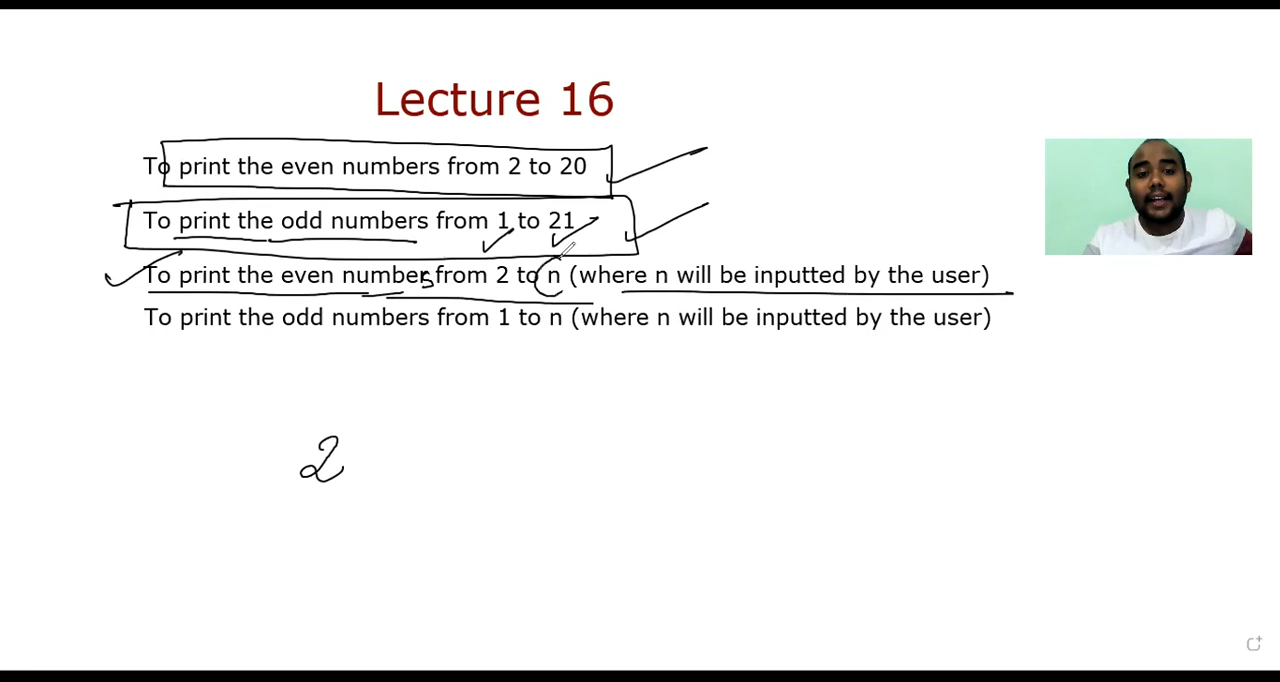 Lecture 16
To print the even numbers from 2 to 20
To print the odd numbers from 1 to 21
To print the even numbers from 2 to n (where n will be inputted by the user)
To print the odd numbers from 1 to n (where n will be inputted by the user)
2